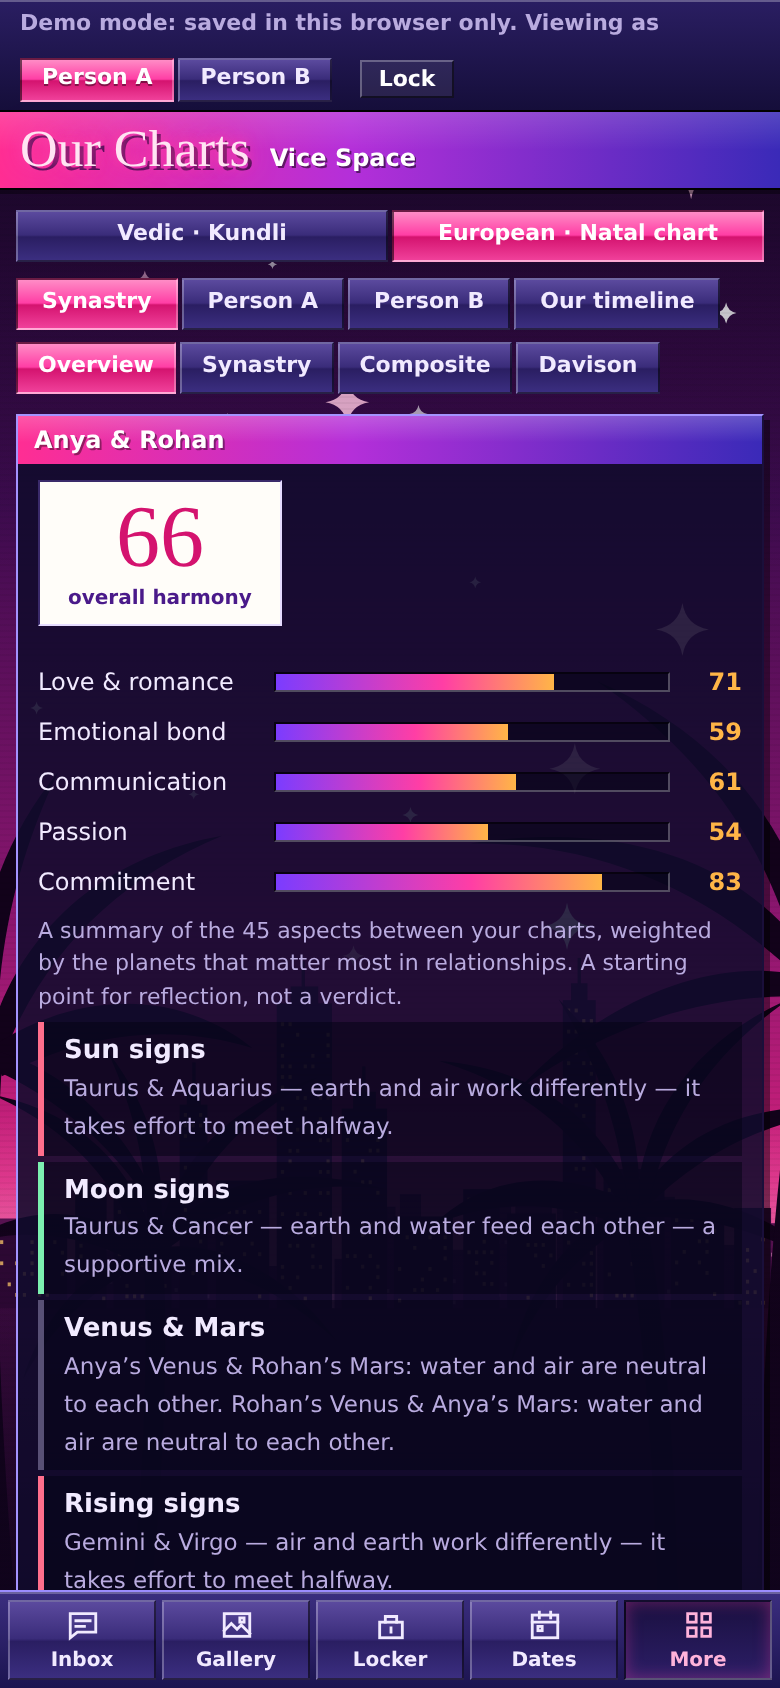 Demo mode: saved in this browser only. Viewing as
Person A
Person B
Lock
Our Charts Vice Space
Vedic · Kundli
European · Natal chart
Synastry
Person A
Person B
Our timeline
Overview
Synastry
Composite
Davison
Anya & Rohan
66
overall harmony
Love & romance 71
Emotional bond 59
Communication 61
Passion 54
Commitment 83
A summary of the 45 aspects between your charts, weighted
by the planets that matter most in relationships. A starting
point for reflection, not a verdict.
Sun signs
Taurus & Aquarius — earth and air work differently — it
takes effort to meet halfway.
Moon signs
Taurus & Cancer — earth and water feed each other — a
supportive mix.
Venus & Mars
Anya’s Venus & Rohan’s Mars: water and air are neutral
to each other. Rohan’s Venus & Anya’s Mars: water and
air are neutral to each other.
Rising signs
Gemini & Virgo — air and earth work differently — it
takes effort to meet halfway.
Inbox
Gallery
Locker
Dates
More